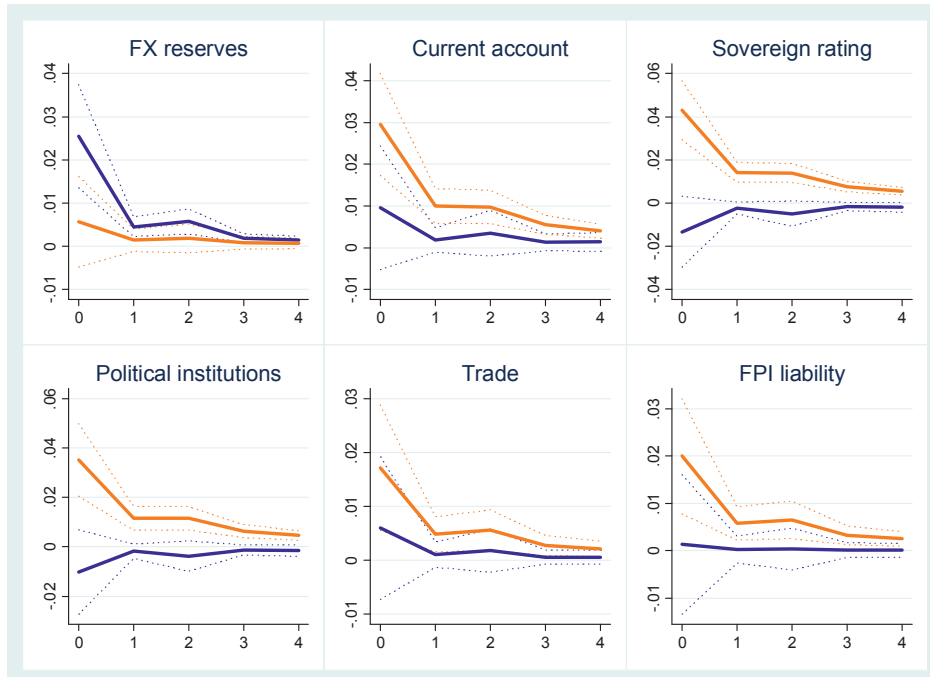 FX reserves
.04
.03
.02
.01
0
-.01
0 1 2 3 4
Current account
.04
.03
.02
.01
0
-.01
0 1 2 3 4
Sovereign rating
.06
.04
.02
0
-.02
-.04
0 1 2 3 4
Political institutions
.06
.04
.02
0
-.02
0 1 2 3 4
Trade
.03
.02
.01
0
-.01
0 1 2 3 4
FPI liability
.03
.02
.01
0
-.01
0 1 2 3 4